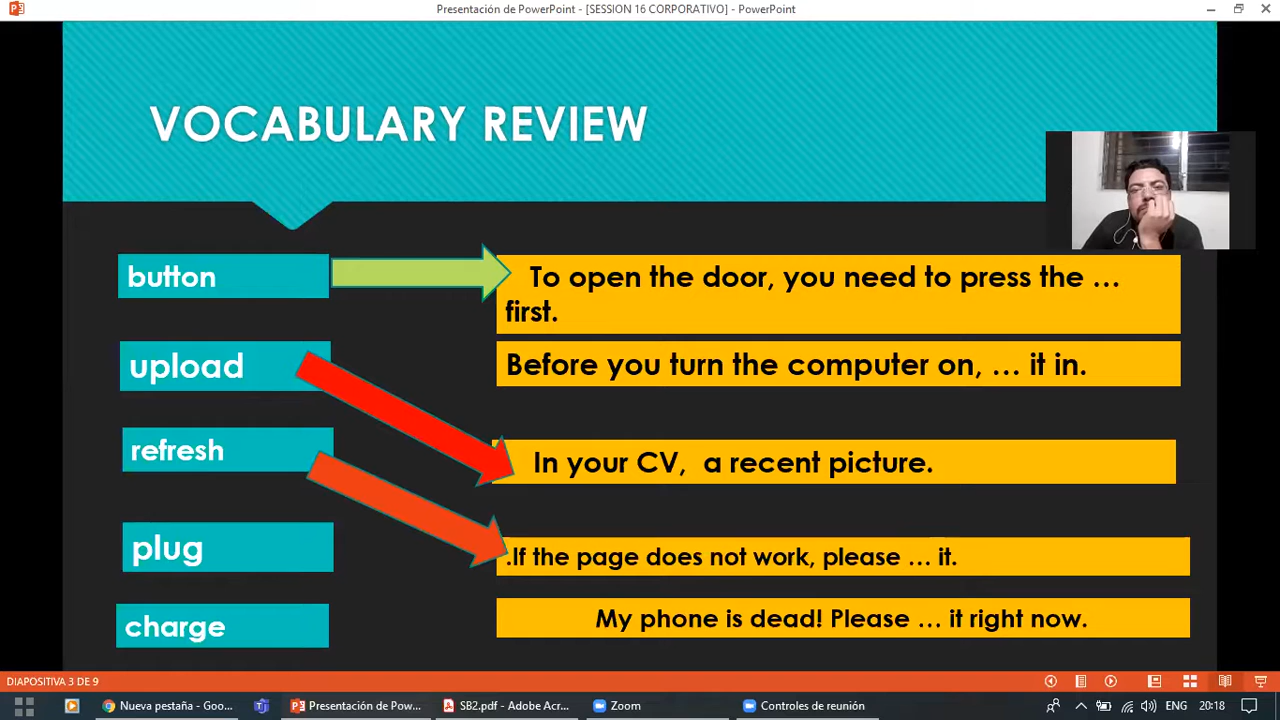 Presentación de PowerPoint - [SESSION 16 CORPORATIVO] - PowerPoint
VOCABULARY REVIEW
button
To open the door, you need to press the …
first.
upload
Before you turn the computer on, … it in.
refresh
In your CV, a recent picture.
plug
.If the page does not work, please … it.
charge
My phone is dead! Please … it right now.
DIAPOSITIVA 3 DE 9
Nueva pestaña - Goo...
Presentación de Pow...
SB2.pdf - Adobe Acr...
Zoom
Controles de reunión
ENG
20:18